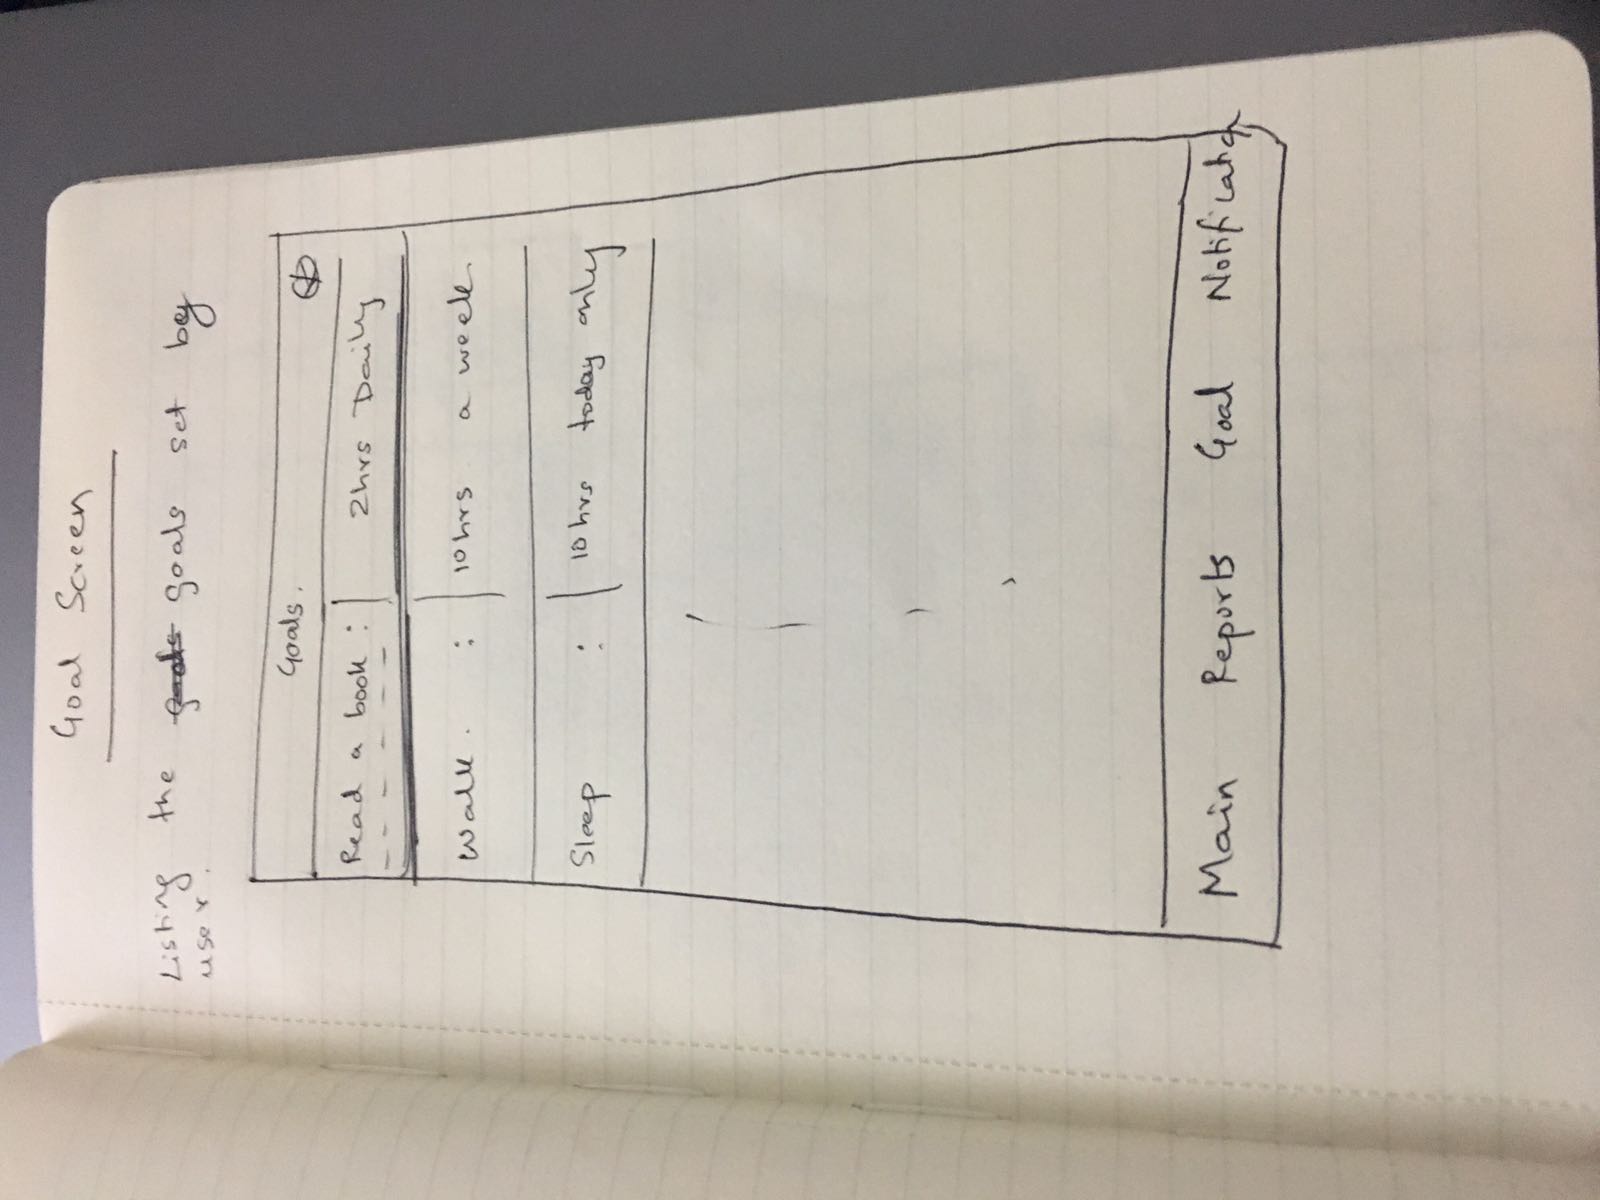 Goal Screen
Listing the goals set by
user.
Goals. ⊕
Read a book : | 2hrs Daily
Walk. : | 10hrs a week.
Sleep : | 10hrs today only
Main Reports Goal Notification